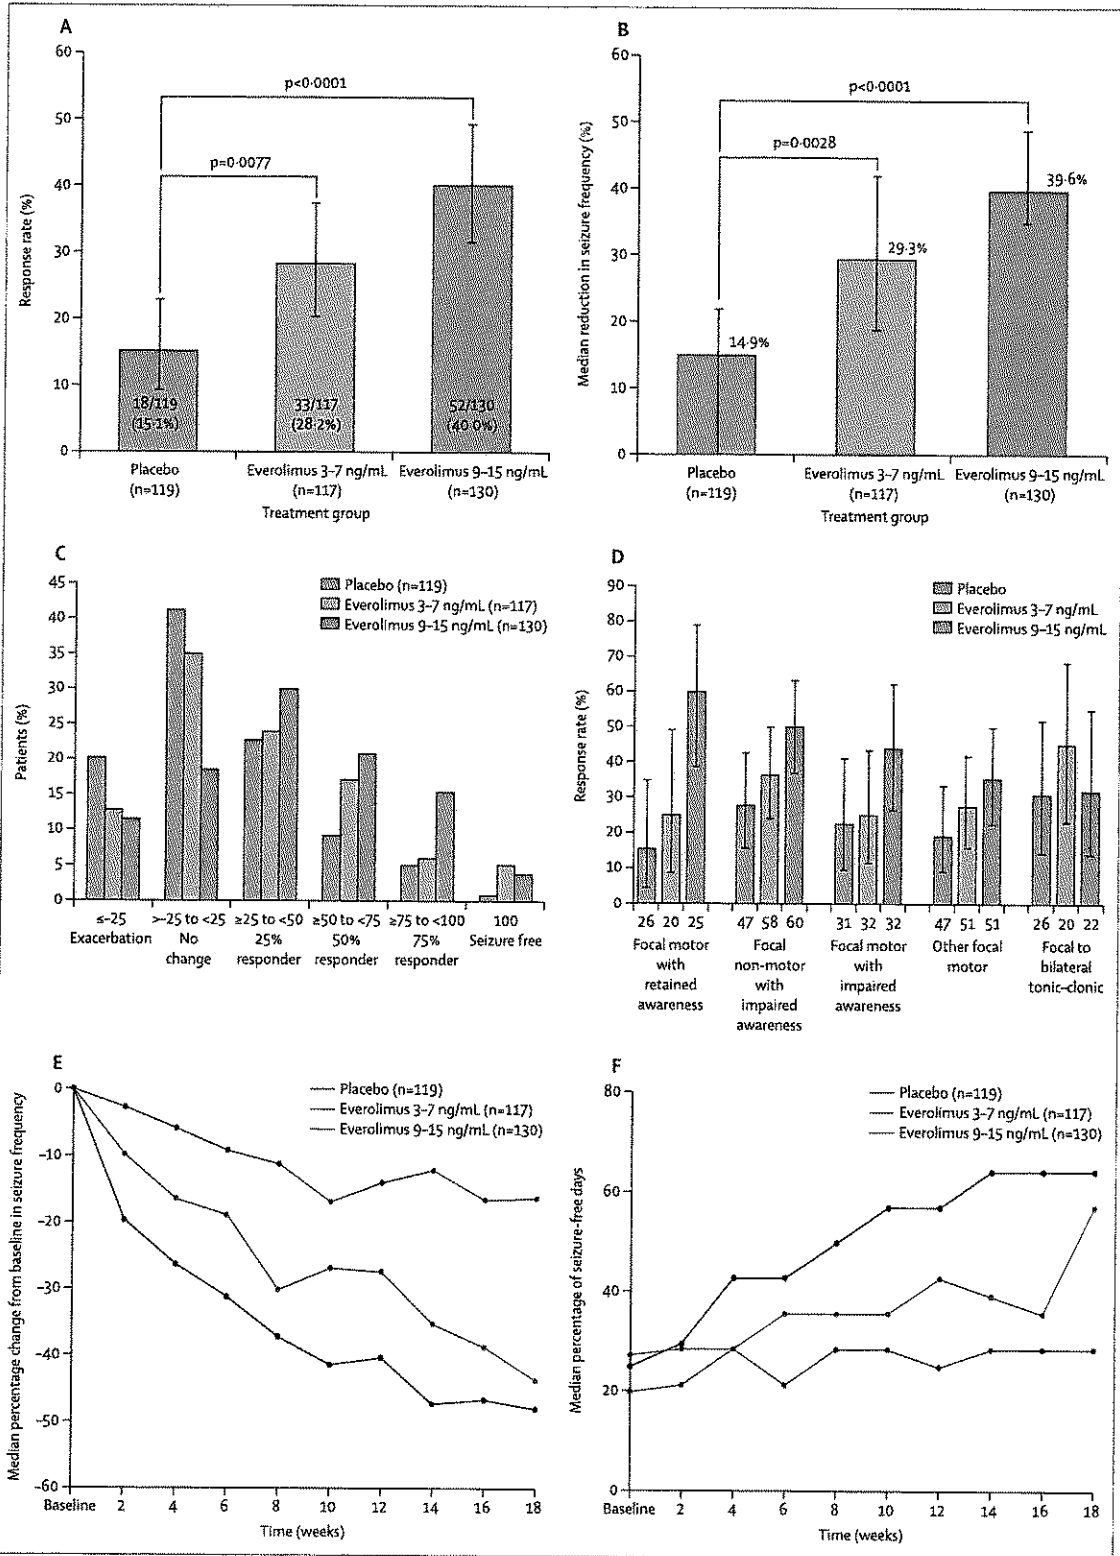 A
60
50
40
30
20
10
0
Response rate (%)
p<0·0001
p=0·0077
18/119
(15·1%)
33/117
(28·2%)
52/130
(40·0%)
Placebo
(n=119)
Everolimus 3–7 ng/mL
(n=117)
Everolimus 9–15 ng/mL
(n=130)
Treatment group
B
60
50
40
30
20
10
0
Median reduction in seizure frequency (%)
p<0·0001
p=0·0028
14·9%
29·3%
39·6%
Placebo
(n=119)
Everolimus 3–7 ng/mL
(n=117)
Everolimus 9–15 ng/mL
(n=130)
Treatment group
C
45
40
35
30
25
20
15
10
5
0
Patients (%)
Placebo (n=119)
Everolimus 3–7 ng/mL (n=117)
Everolimus 9–15 ng/mL (n=130)
≤–25
Exacerbation
>–25 to <25
No
change
≥25 to <50
25%
responder
≥50 to <75
50%
responder
≥75 to <100
75%
responder
100
Seizure free
D
90
80
70
60
50
40
30
20
10
0
Response rate (%)
Placebo
Everolimus 3–7 ng/mL
Everolimus 9–15 ng/mL
26 20 25
Focal motor
with
retained
awareness
47 58 60
Focal
non-motor
with
impaired
awareness
31 32 32
Focal motor
with
impaired
awareness
47 51 51
Other focal
motor
26 20 22
Focal to
bilateral
tonic–clonic
E
0
–10
–20
–30
–40
–50
–60
Median percentage change from baseline in seizure frequency
Placebo (n=119)
Everolimus 3–7 ng/mL (n=117)
Everolimus 9–15 ng/mL (n=130)
Baseline 2 4 6 8 10 12 14 16 18
Time (weeks)
F
80
60
40
20
0
Median percentage of seizure-free days
Placebo (n=119)
Everolimus 3–7 ng/mL (n=117)
Everolimus 9–15 ng/mL (n=130)
Baseline 2 4 6 8 10 12 14 16 18
Time (weeks)